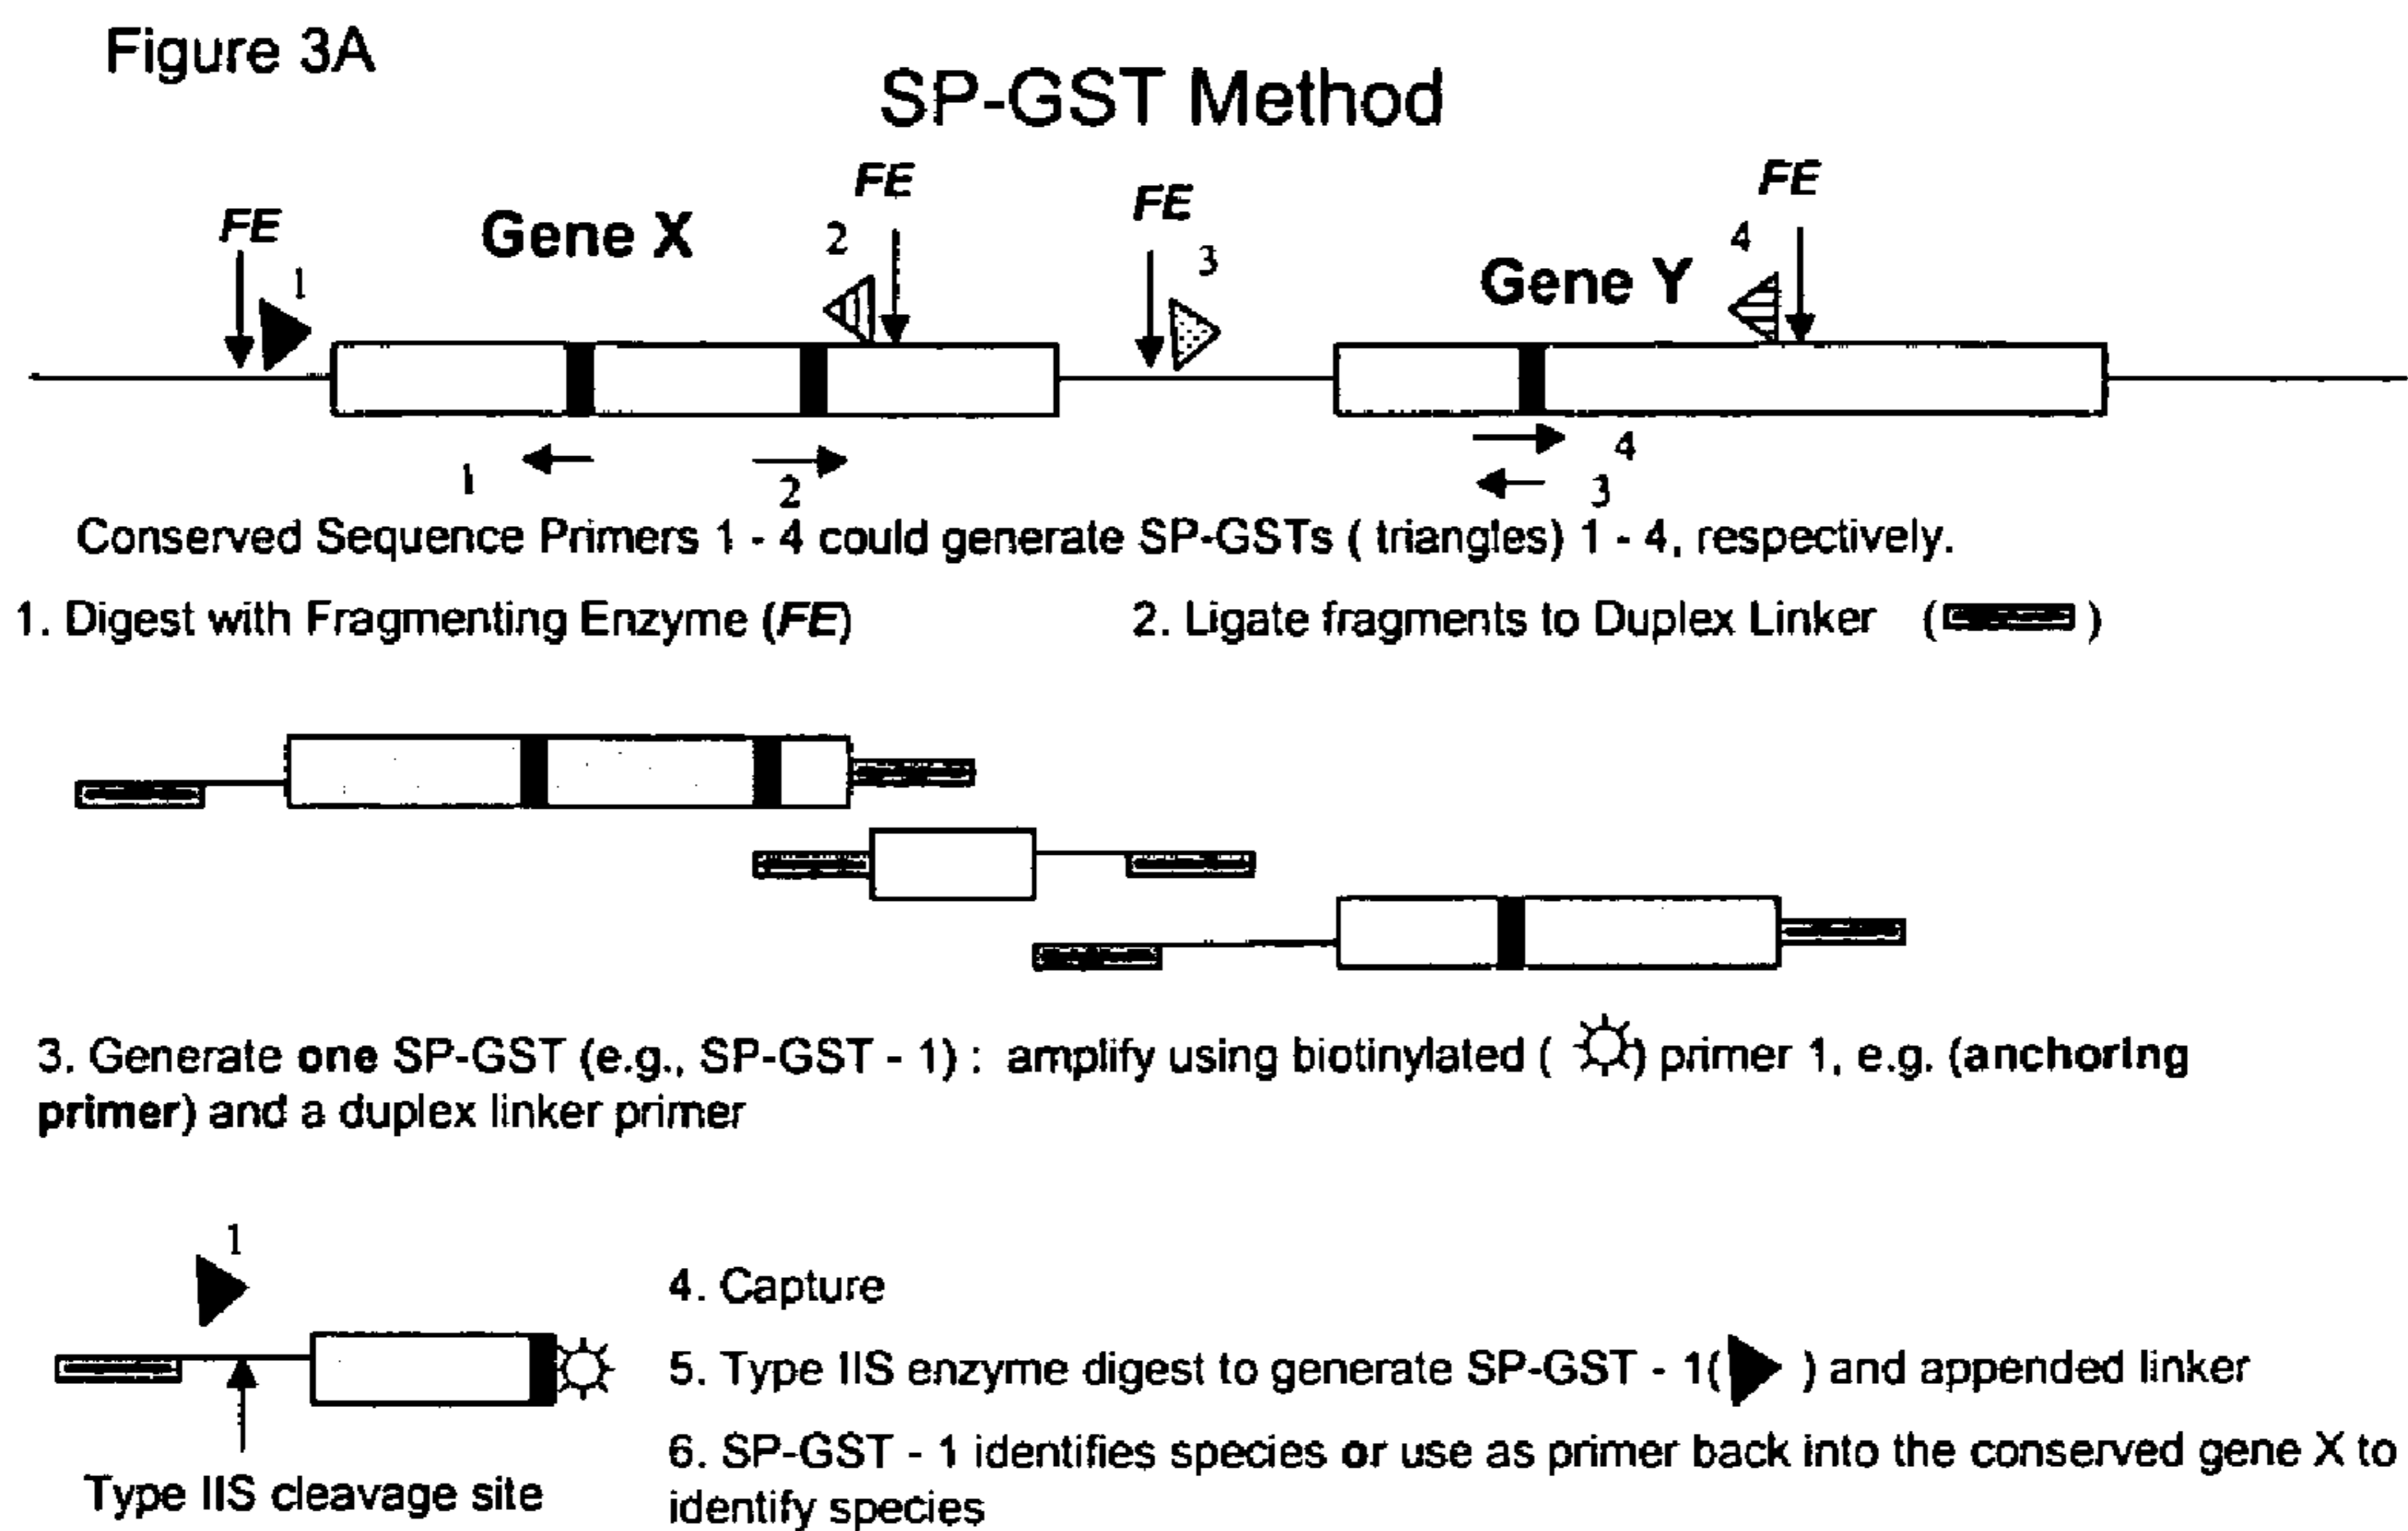 Figure 3A
SP-GST Method
FE
FE
FE
FE
Gene X
Gene Y
1
2
3
4
1
2
4
3
Conserved Sequence Primers 1 - 4 could generate SP-GSTs ( triangles) 1 - 4, respectively.
1. Digest with Fragmenting Enzyme (FE)
2. Ligate fragments to Duplex Linker ( )
3. Generate one SP-GST (e.g., SP-GST - 1) : amplify using biotinylated ( ) primer 1, e.g. (anchoring
primer) and a duplex linker primer
1
4. Capture
5. Type IIS enzyme digest to generate SP-GST - 1( ) and appended linker
6. SP-GST - 1 identifies species or use as primer back into the conserved gene X to
identify species
Type IIS cleavage site